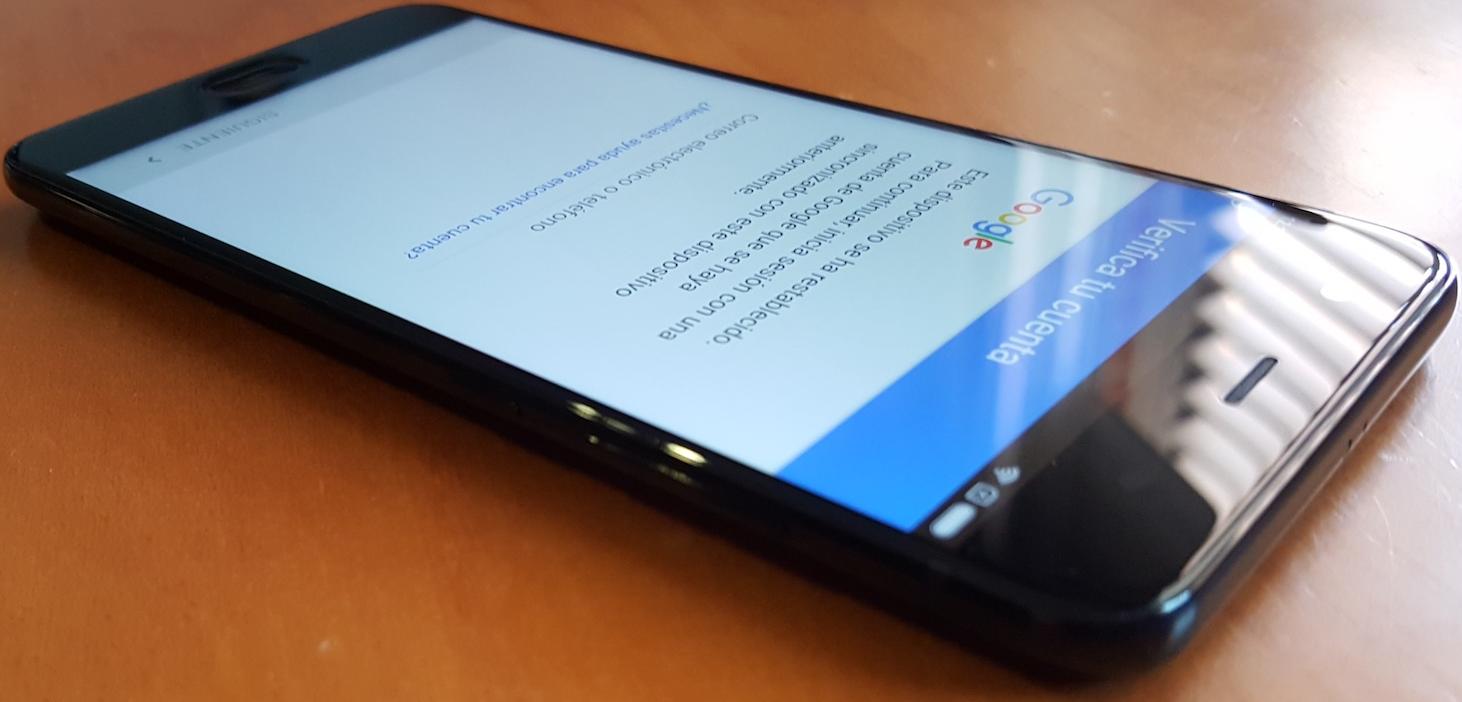 Verifica tu cuenta
Google
Este dispositivo se ha restablecido.
Para continuar, inicia sesión con una
cuenta de Google que se haya
sincronizado con este dispositivo
anteriormente.
Correo electrónico o teléfono
¿Necesitas ayuda para encontrar tu cuenta?
SIGUIENTE